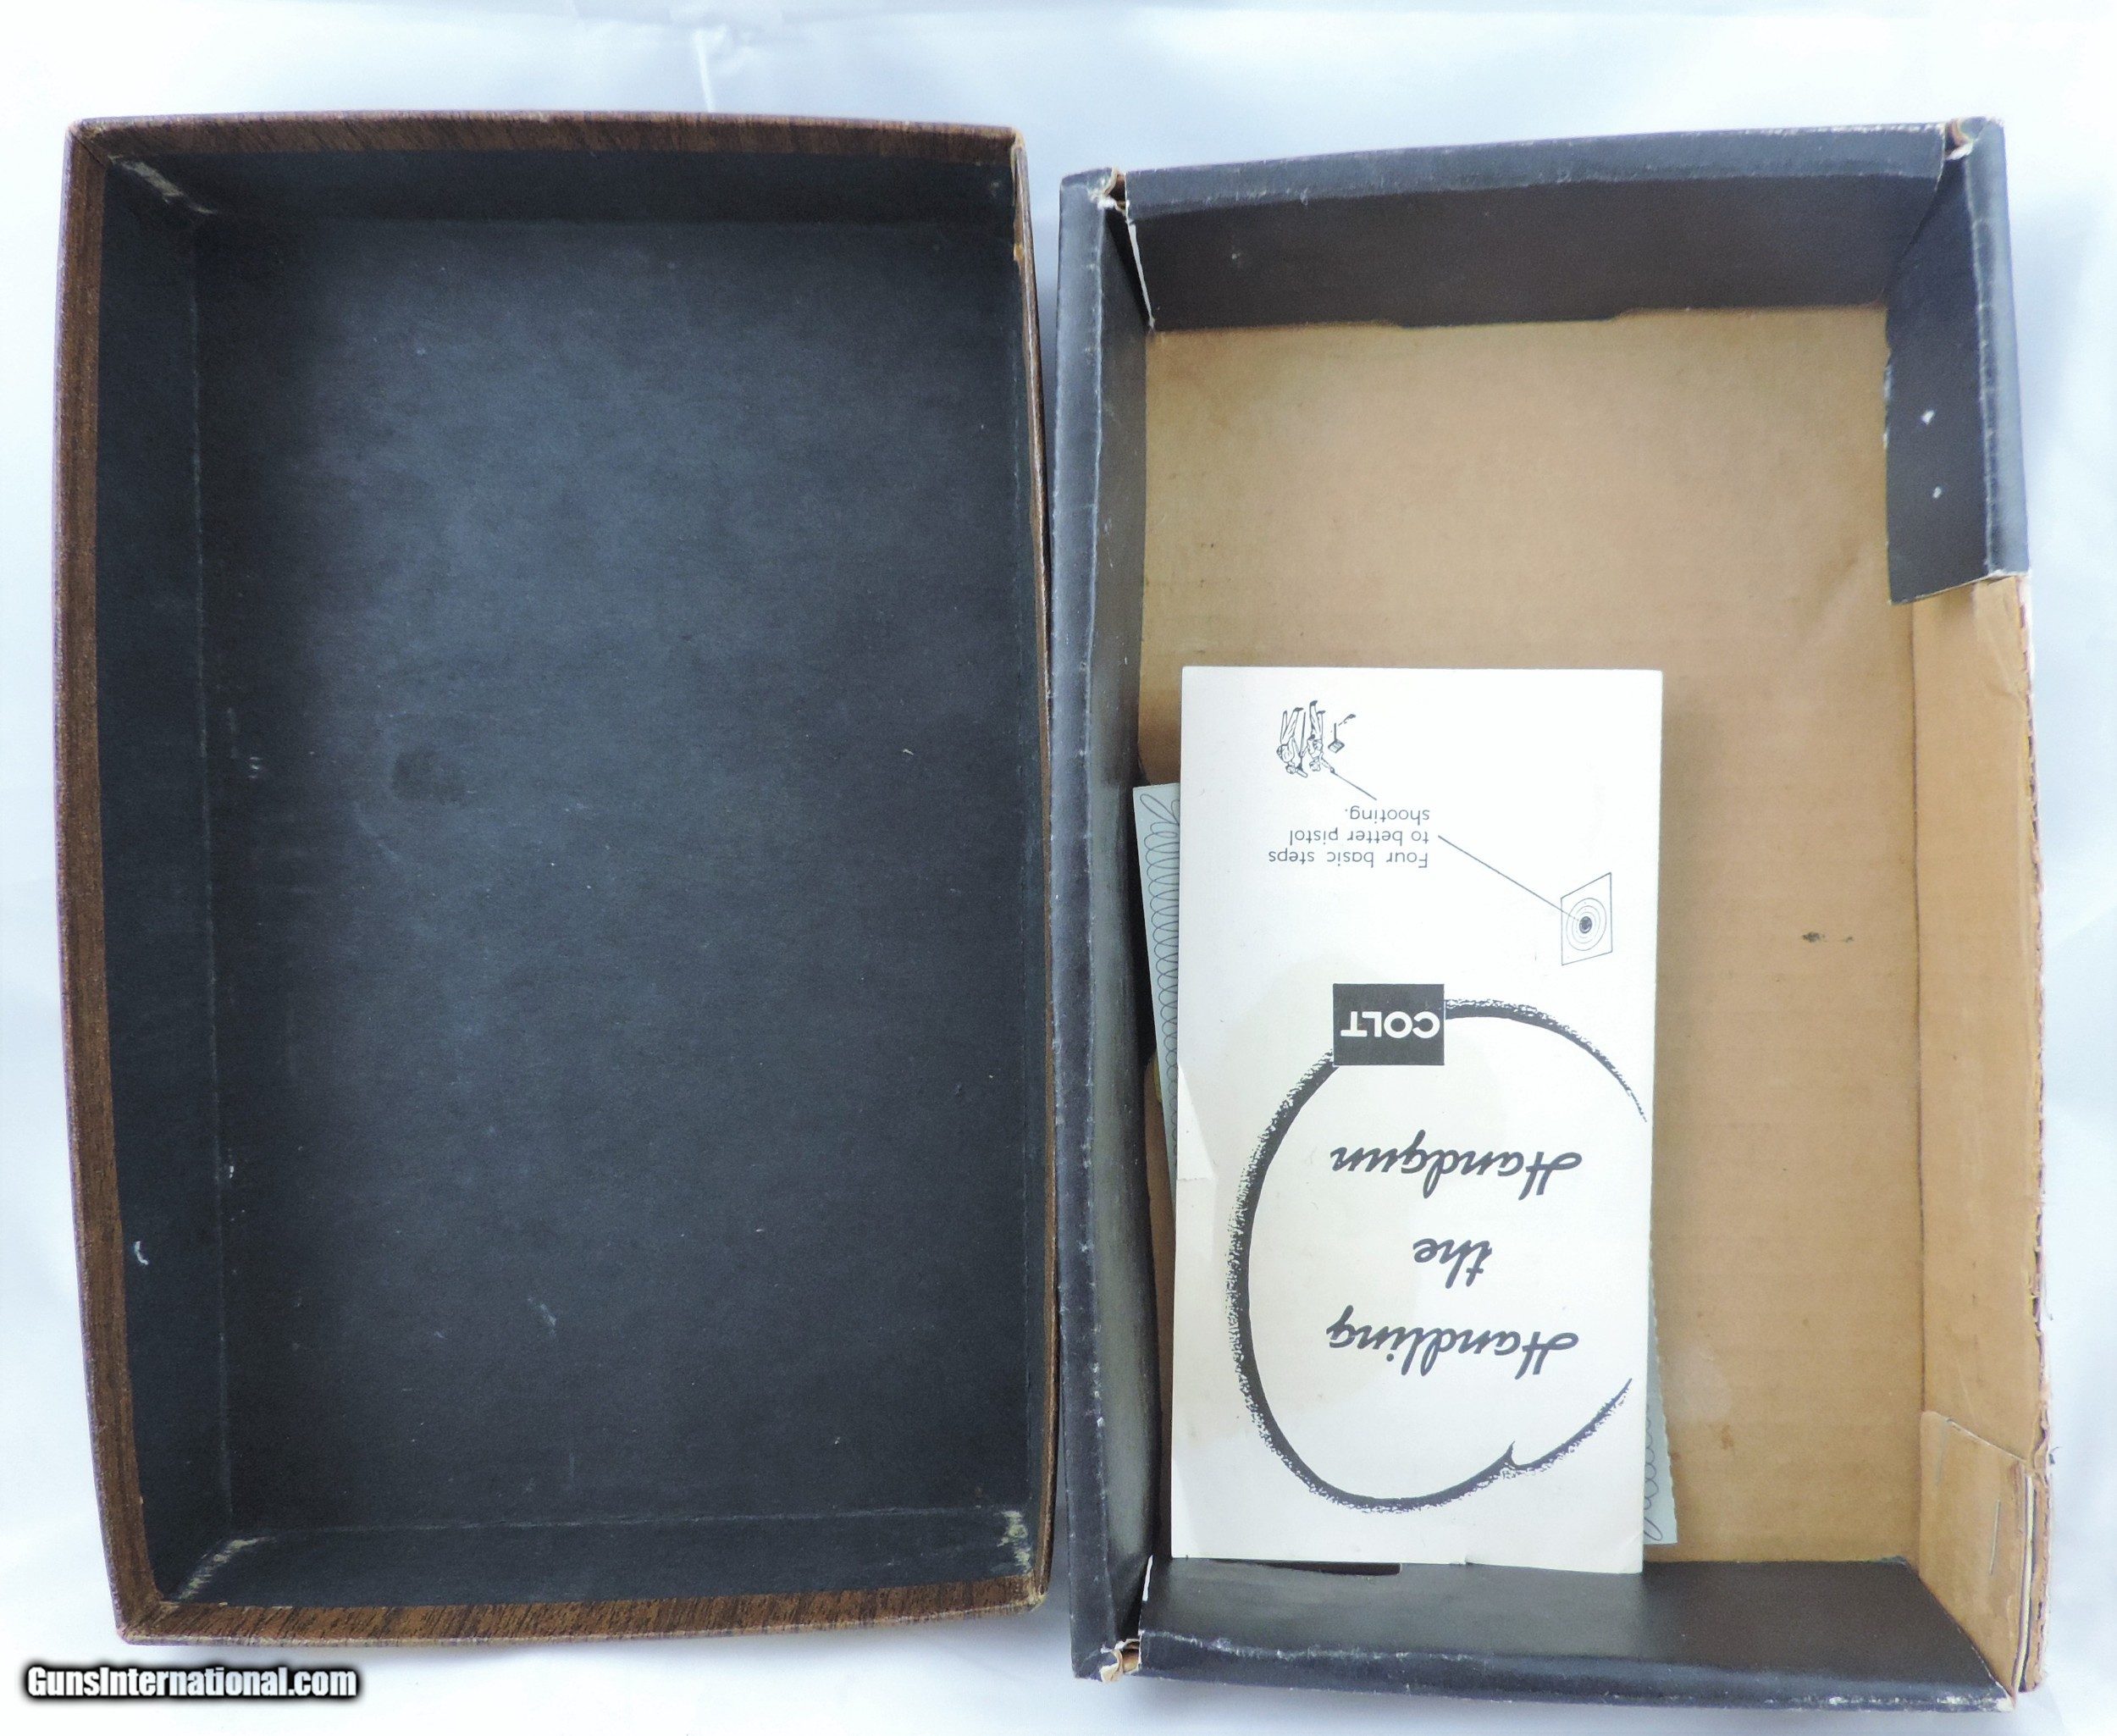 Handling
the
Handgun
COLT
Four basic steps
to better pistol
shooting.
GunsInternational.com